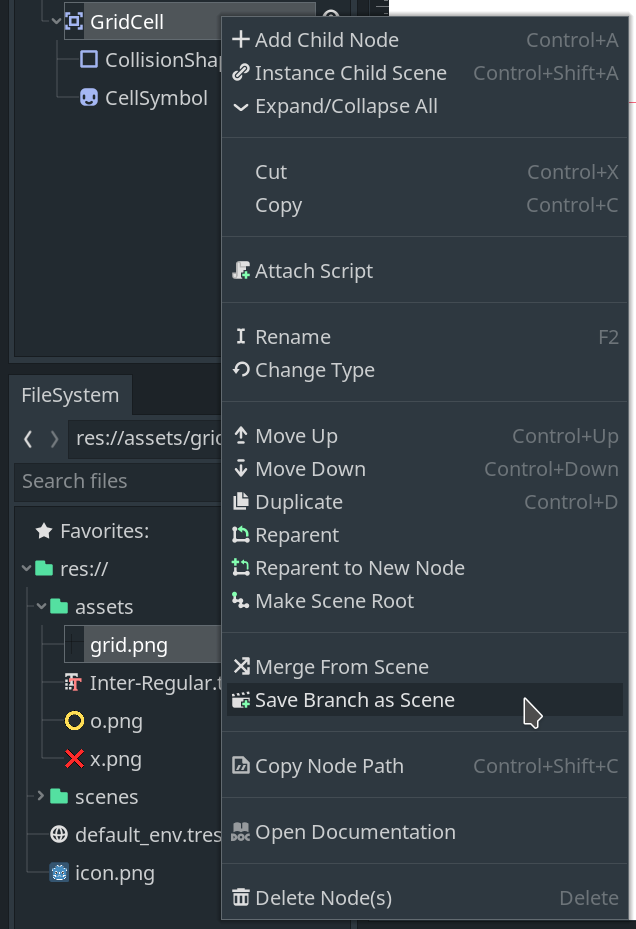 GridCell
CollisionShap
CellSymbol
Add Child Node Control+A
Instance Child Scene Control+Shift+A
Expand/Collapse All
Cut Control+X
Copy Control+C
Attach Script
Rename F2
Change Type
Move Up Control+Up
Move Down Control+Down
Duplicate Control+D
Reparent
Reparent to New Node
Make Scene Root
Merge From Scene
Save Branch as Scene
Copy Node Path Control+Shift+C
DOC
Open Documentation
Delete Node(s) Delete
FileSystem
res://assets/grid
Search files
Favorites:
res://
assets
grid.png
Inter-Regular.t
o.png
x.png
scenes
default_env.tres
icon.png